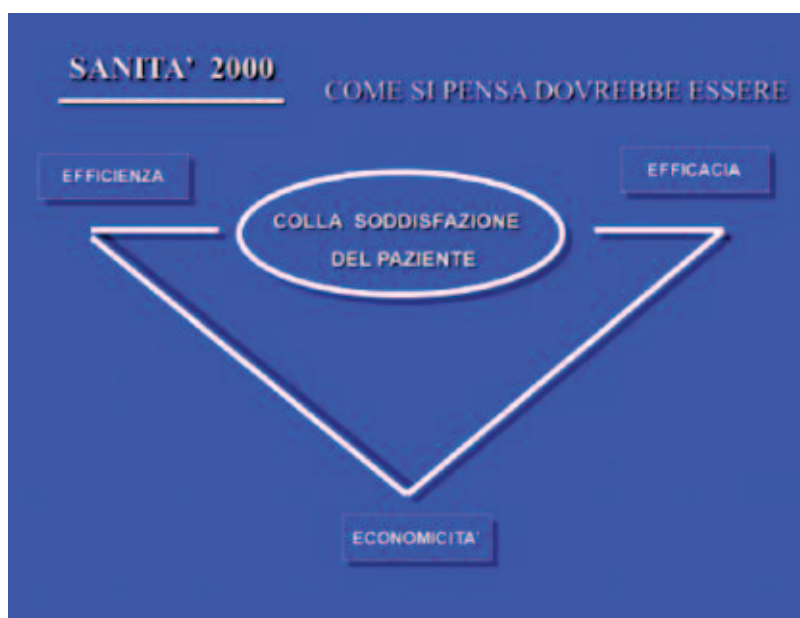 SANITA' 2000
COME SI PENSA DOVREBBE ESSERE
EFFICIENZA
EFFICACIA
COLLA SODDISFAZIONE
DEL PAZIENTE
ECONOMICITA'